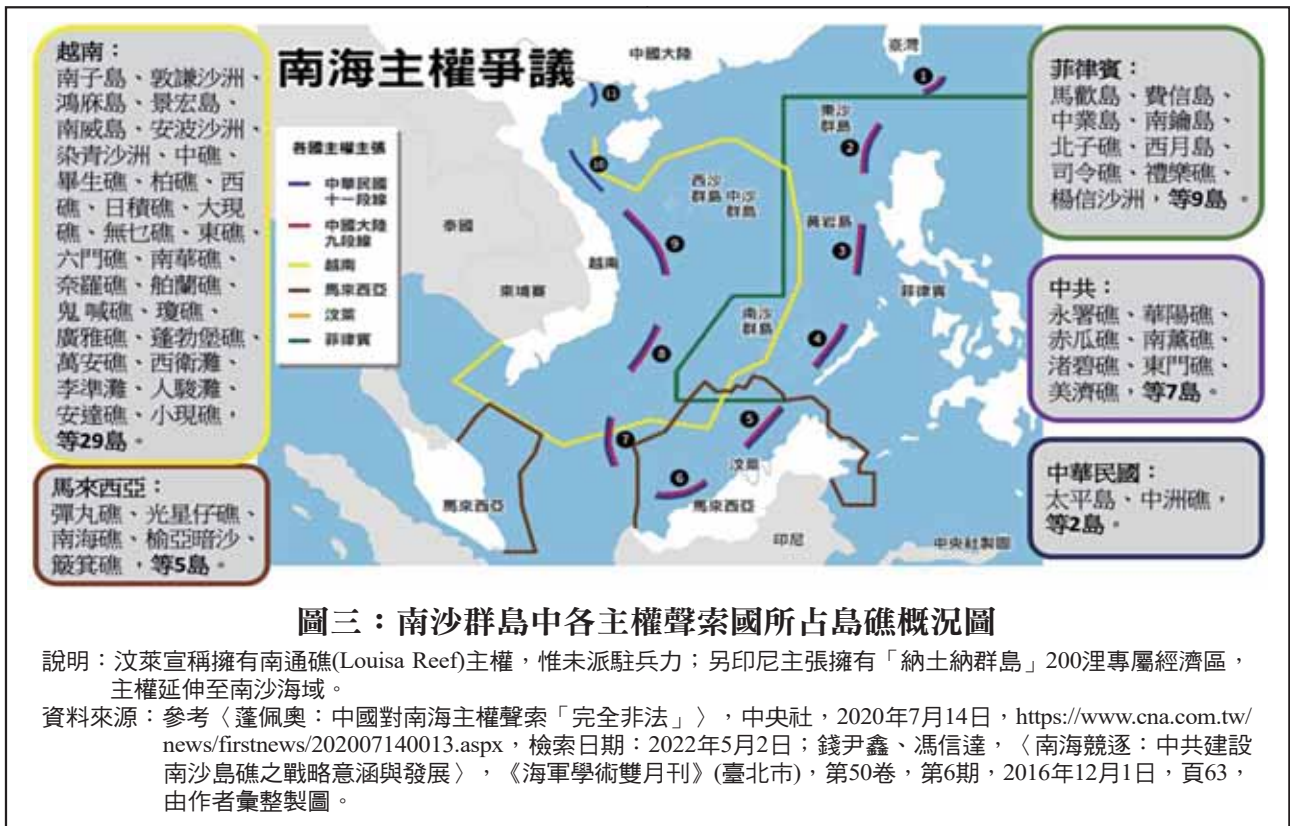 越南：
南子島、敦謙沙洲、
鴻庥島、景宏島、
南威島、安波沙洲、
染青沙洲、中礁、
畢生礁、柏礁、西
礁、日積礁、大現
礁、無乜礁、東礁、
六門礁、南華礁、
奈羅礁、舶蘭礁、
鬼 喊礁、瓊礁、
廣雅礁、蓬勃堡礁、
萬安礁、西衛灘、
李準灘、人駿灘、
安達礁、小現礁，
等29島。
馬來西亞：
彈丸礁、光星仔礁、
南海礁、榆亞暗沙、
簸箕礁，等5島。
南海主權爭議
各國主權主張
中華民國
十一段線
中國大陸
九段線
越南
馬來西亞
汶萊
菲律賓
中國大陸
臺灣
東沙
群島
西沙
群島
中沙
群島
黃岩島
泰國
越南
柬埔寨
南沙
群島
菲律賓
汶萊
馬來西亞
馬來西亞
印尼
中央社製圖
1
2
3
4
5
6
7
8
9
10
11
菲律賓：
馬歡島、費信島、
中業島、南鑰島、
北子礁、西月島、
司令礁、禮樂礁、
楊信沙洲，等9島。
中共：
永署礁、華陽礁、
赤瓜礁、南薰礁、
渚碧礁、東門礁、
美濟礁，等7島。
中華民國：
太平島、中洲礁，
等2島。
圖三：南沙群島中各主權聲索國所占島礁概況圖
說明：汶萊宣稱擁有南通礁(Louisa Reef)主權，惟未派駐兵力；另印尼主張擁有「納土納群島」200浬專屬經濟區，
主權延伸至南沙海域。
資料來源：參考〈蓬佩奧：中國對南海主權聲索「完全非法」〉，中央社，2020年7月14日，https://www.cna.com.tw/
news/firstnews/202007140013.aspx，檢索日期：2022年5月2日；錢尹鑫、馮信達，〈南海競逐：中共建設
南沙島礁之戰略意涵與發展〉，《海軍學術雙月刊》(臺北市)，第50卷，第6期，2016年12月1日，頁63，
由作者彙整製圖。